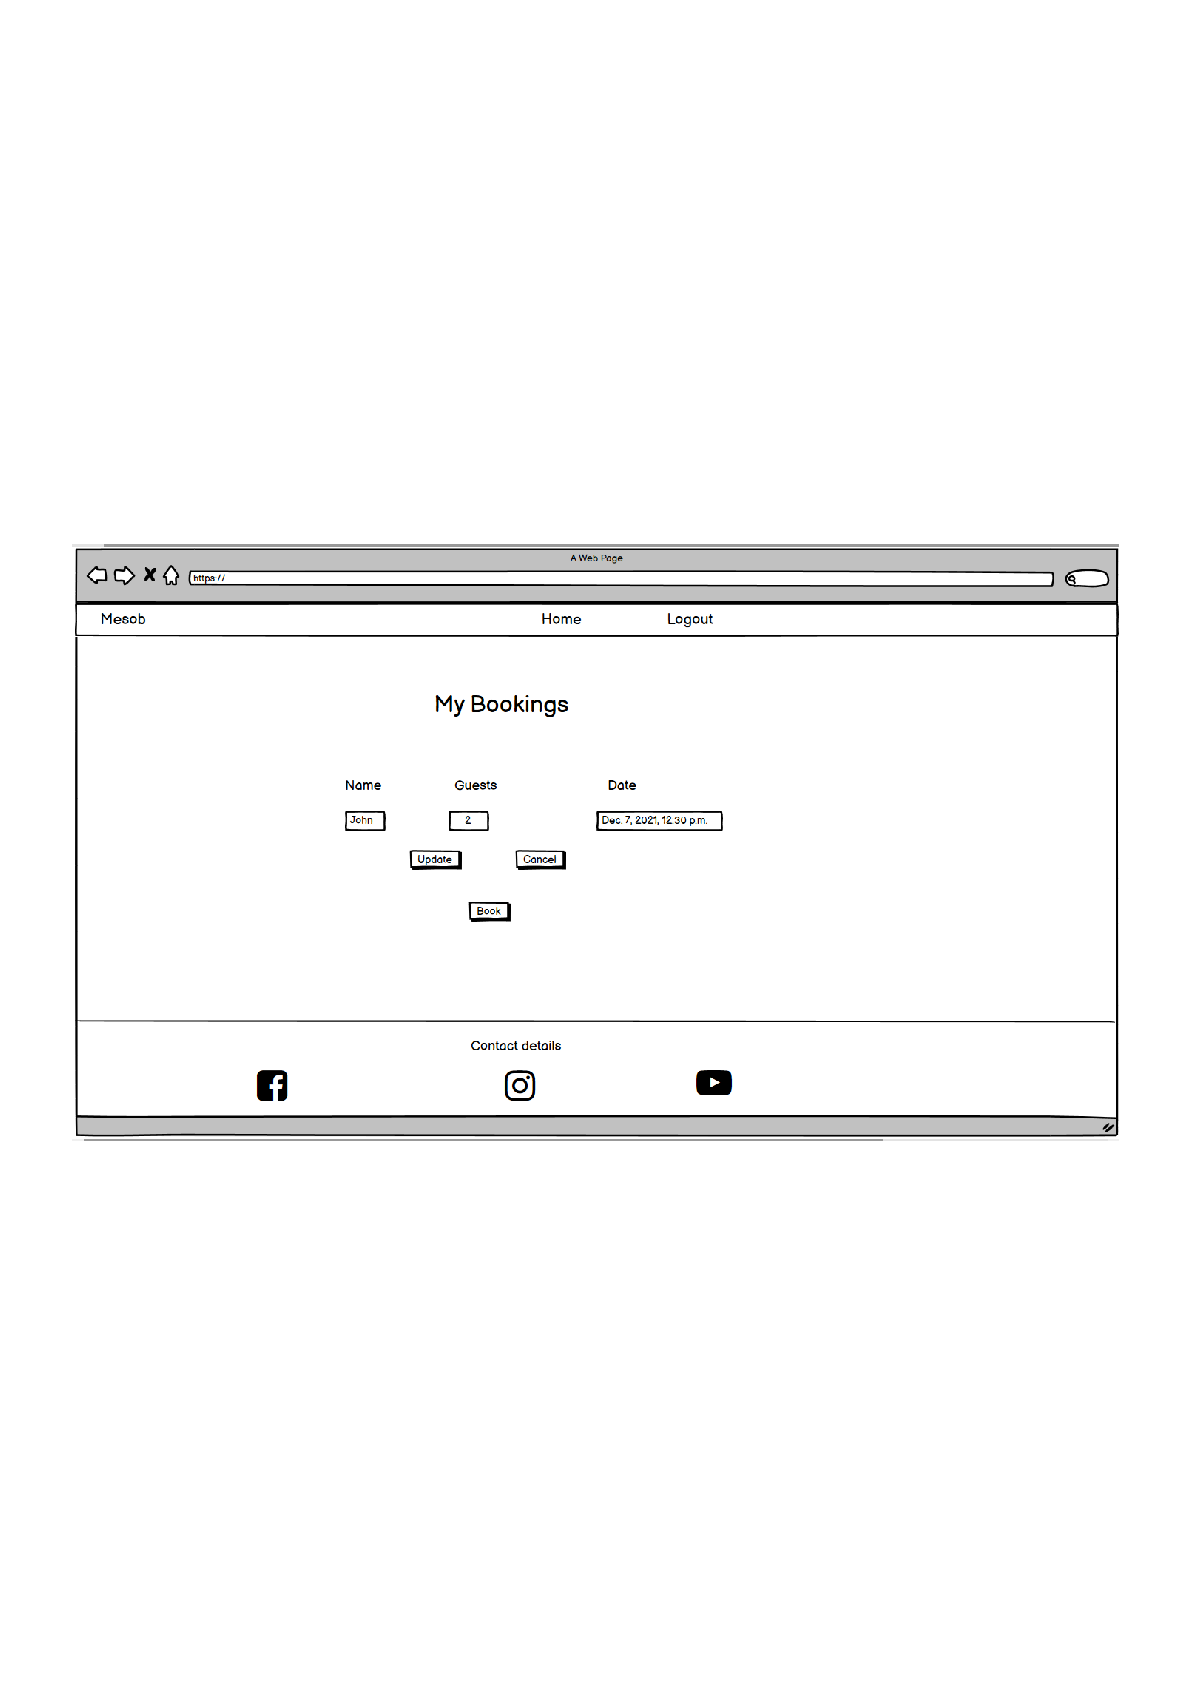 A Web Page
https://
Mesob Home Logout
My Bookings
Name Guests Date
John 2 Dec. 7, 2021, 12:30 p.m.
Update Cancel
Book
Contact details